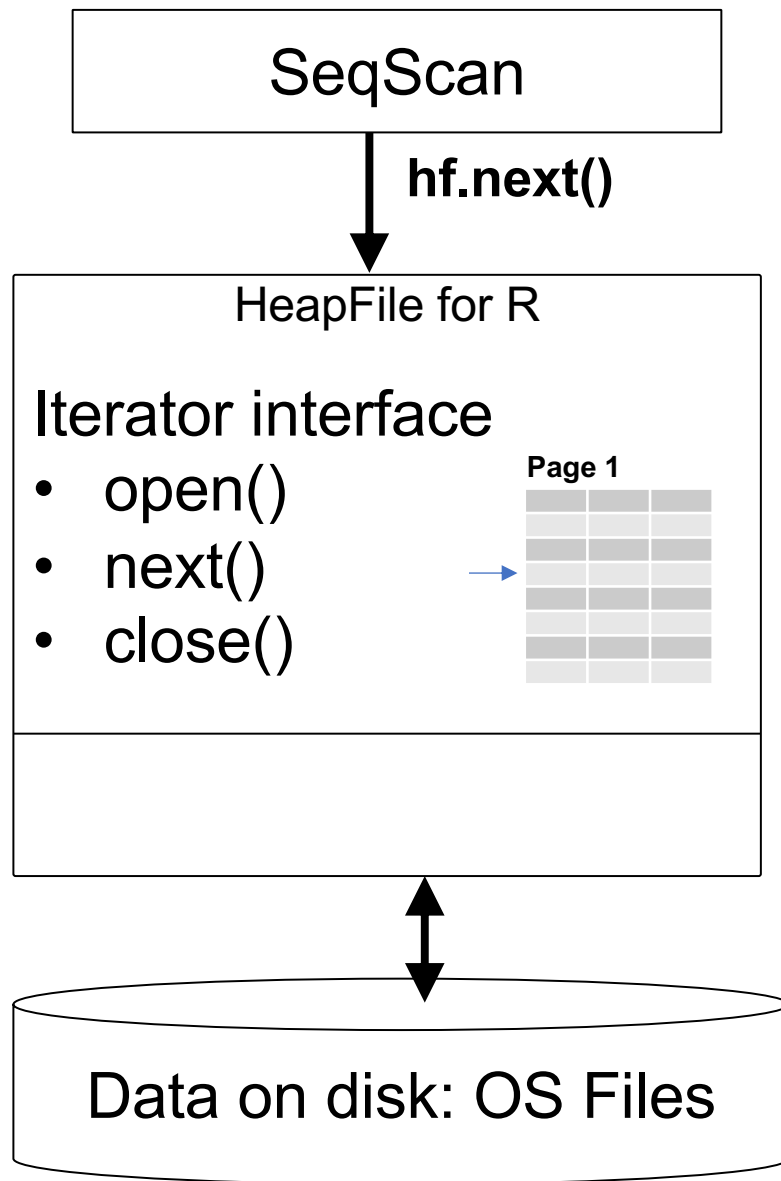 SeqScan
hf.next()
HeapFile for R
Iterator interface
Page 1
• open()
• next()
• close()
Data on disk: OS Files